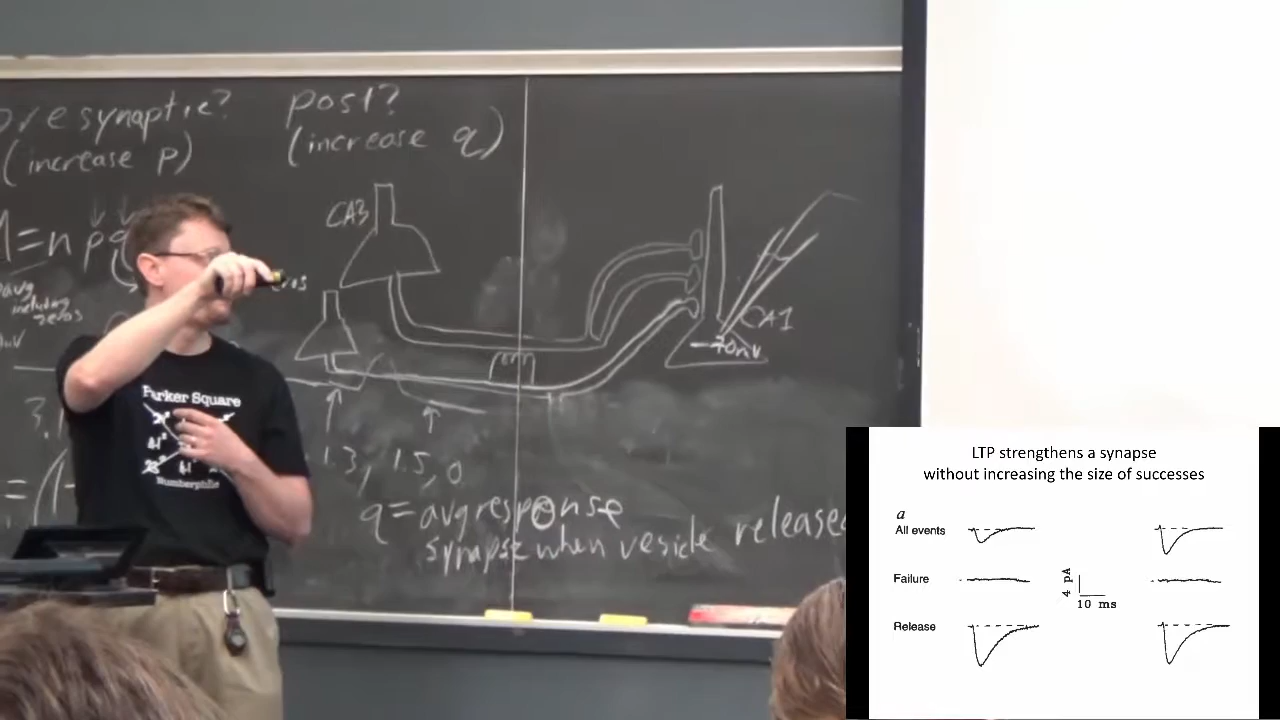 presynaptic? post?
(increase p) (increase q)
=npq
avg
including
zeros
CA3
CA1
-70mV
Parker Square
Numberphile
1.3, 1.5, 0
q=avg response
synapse when vesicle released
LTP strengthens a synapse
without increasing the size of successes
a
All events
Failure
4 pA
10 ms
Release